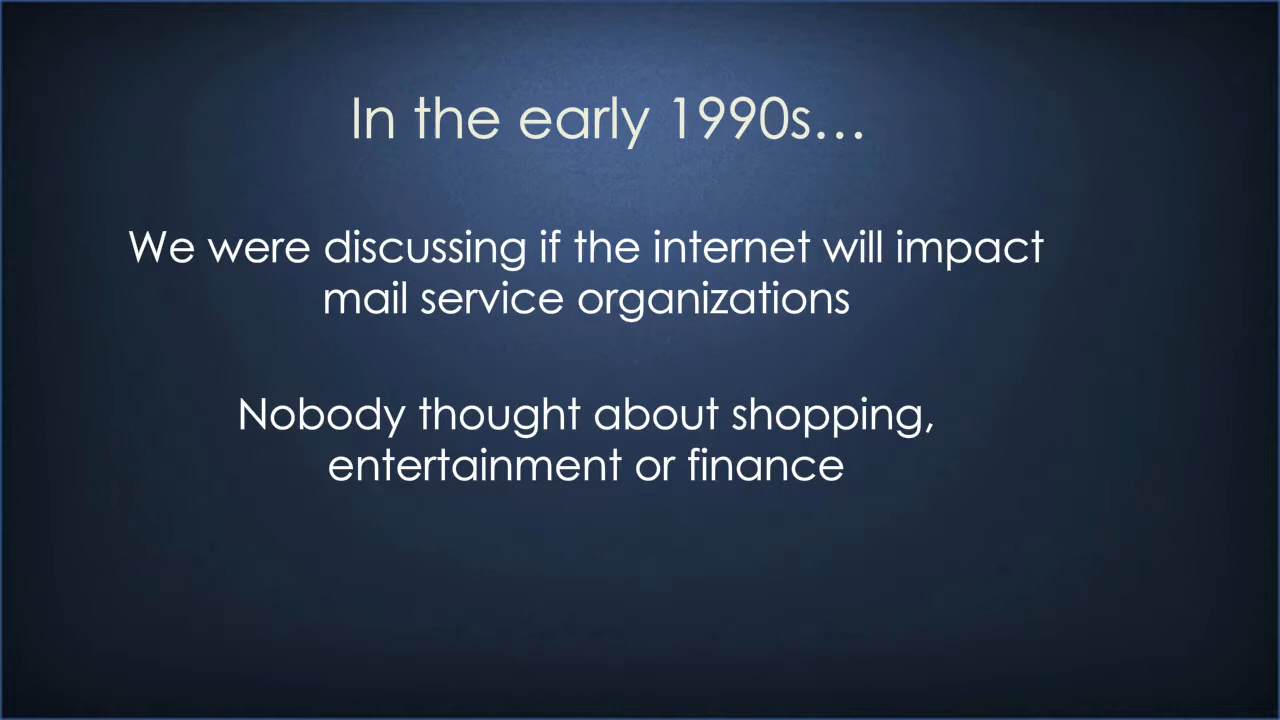 In the early 1990s…
We were discussing if the internet will impact
mail service organizations
Nobody thought about shopping,
entertainment or finance